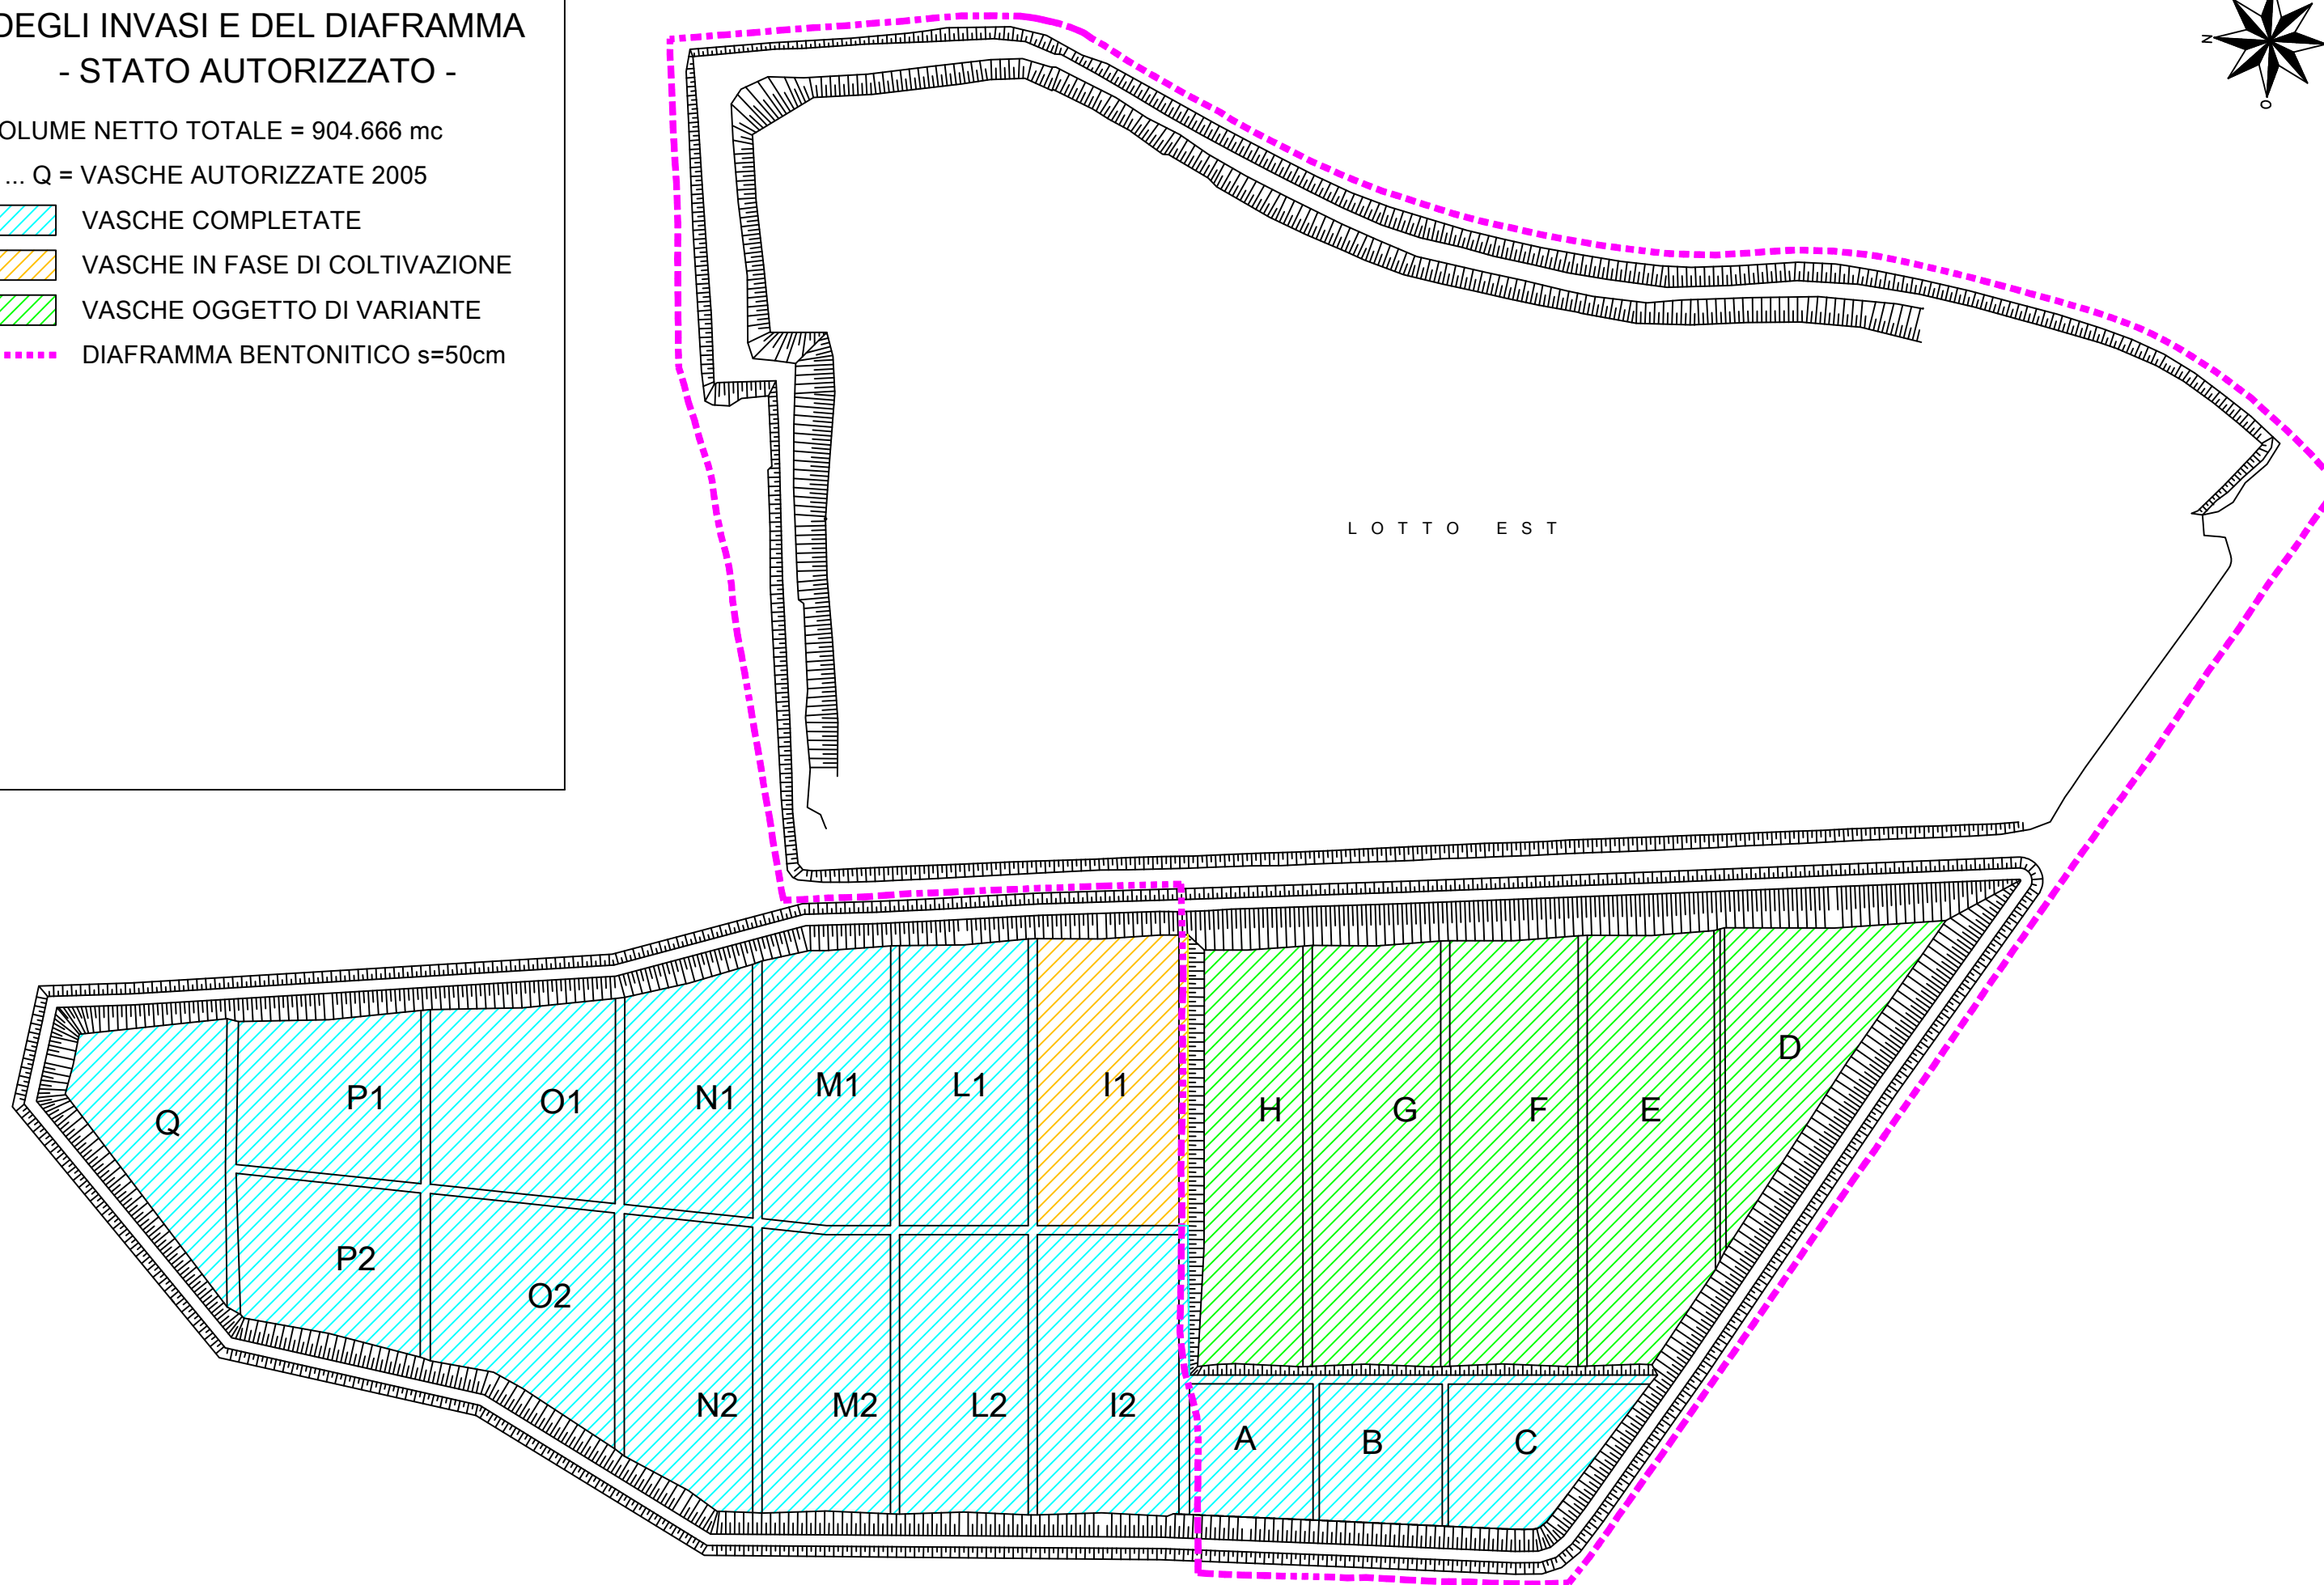 DEGLI INVASI E DEL DIAFRAMMA
- STATO AUTORIZZATO -
OLUME NETTO TOTALE = 904.666 mc
... Q = VASCHE AUTORIZZATE 2005
VASCHE COMPLETATE
VASCHE IN FASE DI COLTIVAZIONE
VASCHE OGGETTO DI VARIANTE
DIAFRAMMA BENTONITICO s=50cm
N
O
LOTTO EST
Q
P1
O1
N1
M1
L1
I1
H
G
F
E
D
P2
O2
N2
M2
L2
I2
A
B
C